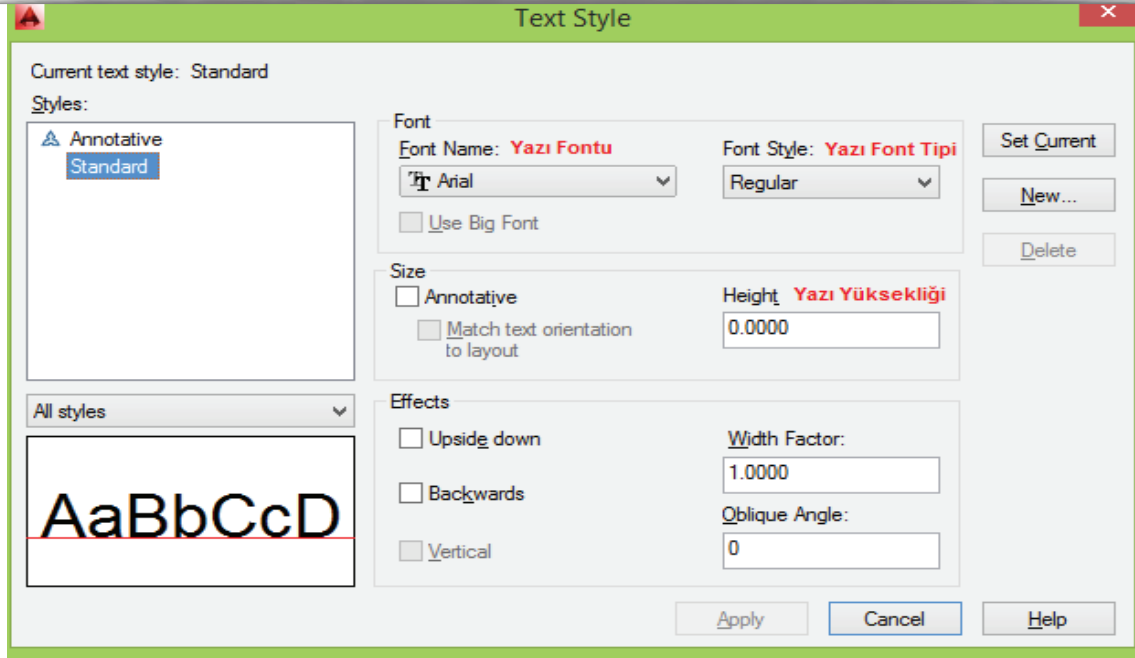 Text Style
Current text style: Standard
Styles:
Annotative
Standard
All styles
AaBbCcD
Font
Font Name: Yazı Fontu
Arial
Use Big Font
Font Style: Yazı Font Tipi
Regular
Size
Annotative
Match text orientation
to layout
Height Yazı Yüksekliği
0.0000
Effects
Upside down
Backwards
Vertical
Width Factor:
1.0000
Oblique Angle:
0
Set Current
New...
Delete
Apply
Cancel
Help